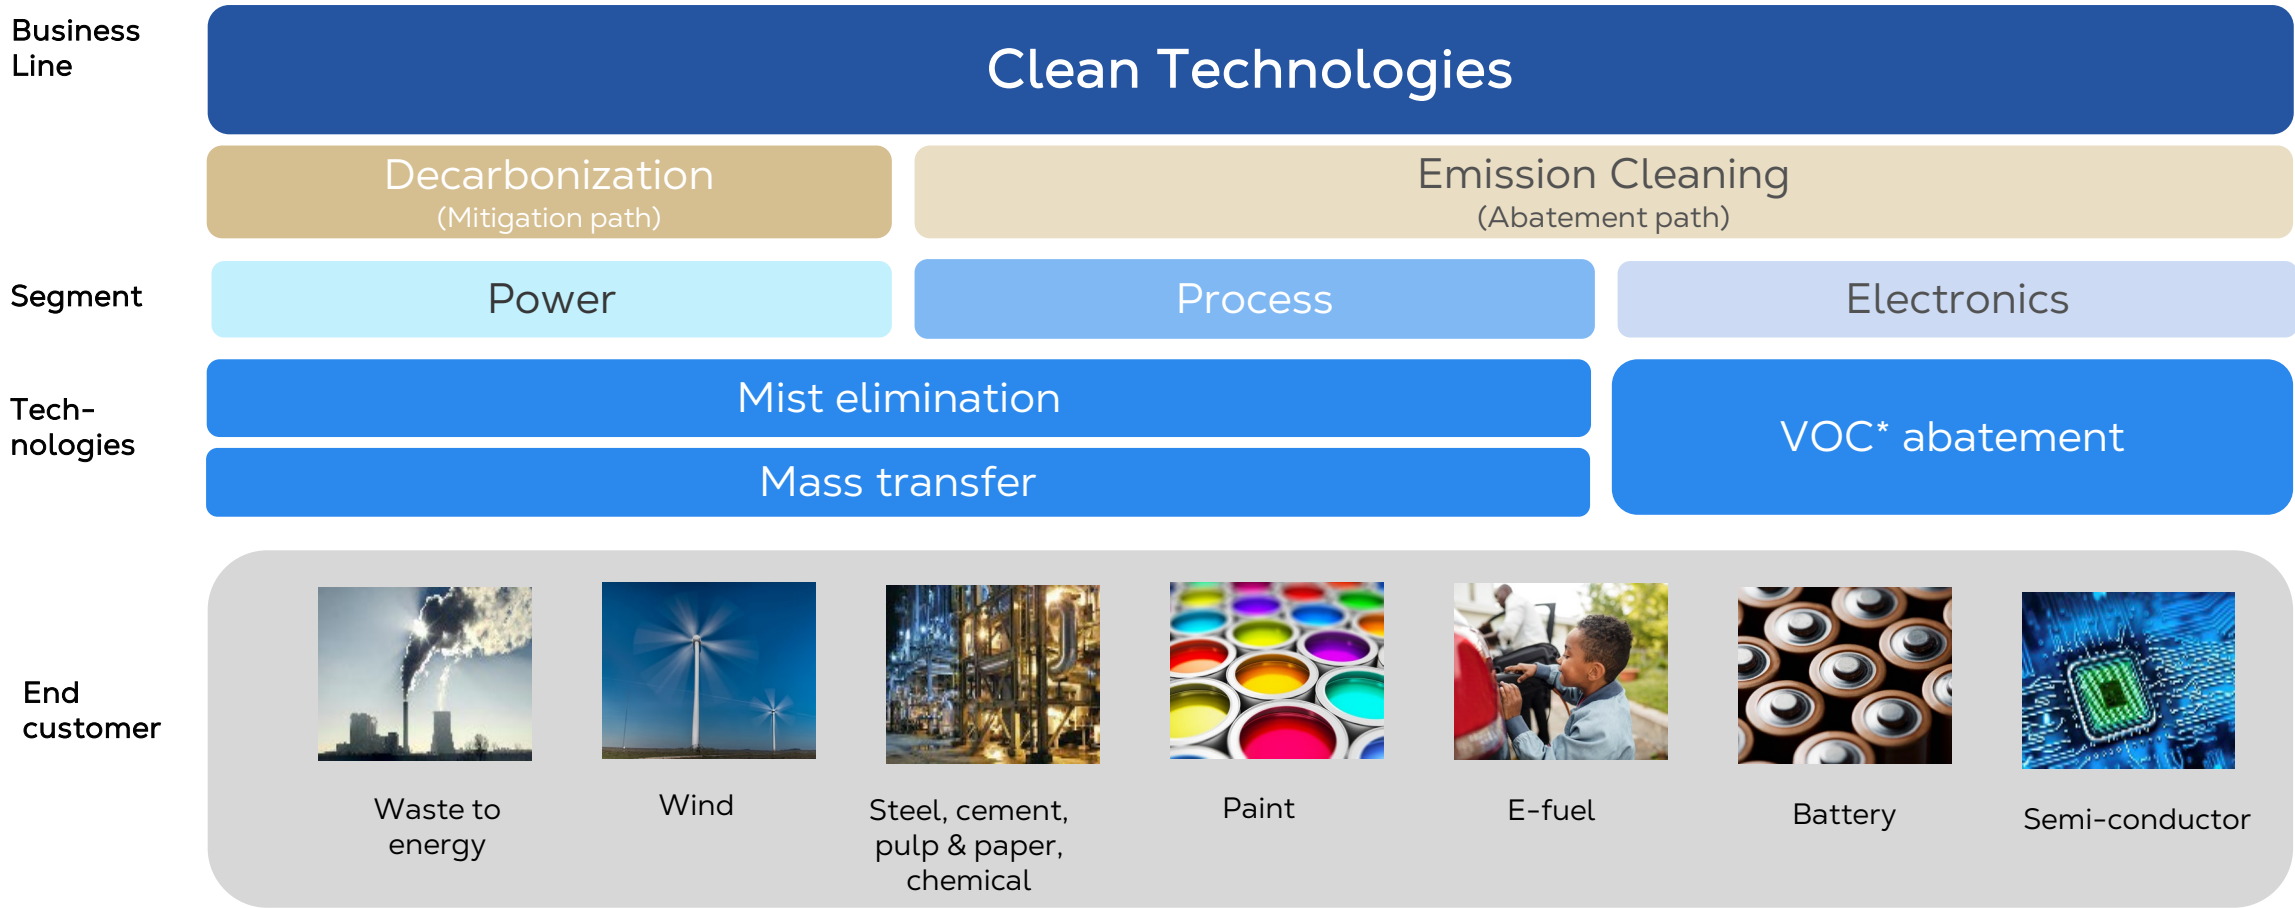 Business
Line
Clean Technologies
Decarbonization
(Mitigation path)
Emission Cleaning
(Abatement path)
Segment
Power
Process
Electronics
Tech-
nologies
Mist elimination
Mass transfer
VOC* abatement
End
customer
Waste to
energy
Wind
Steel, cement,
pulp & paper,
chemical
Paint
E-fuel
Battery
Semi-conductor